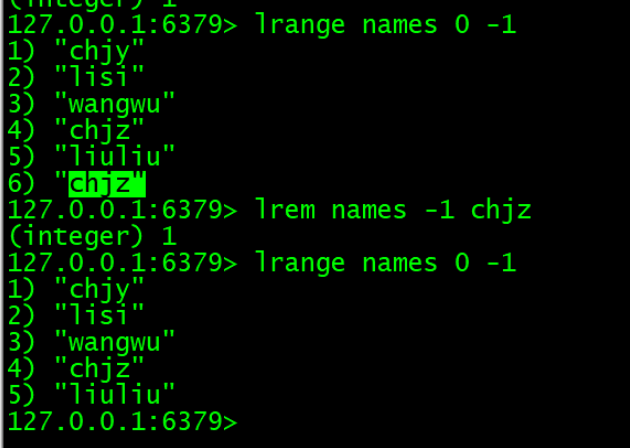 (integer) 1
127.0.0.1:6379> lrange names 0 -1
1) "chjy"
2) "lisi"
3) "wangwu"
4) "chjz"
5) "liuliu"
6) "chjz"
127.0.0.1:6379> lrem names -1 chjz
(integer) 1
127.0.0.1:6379> lrange names 0 -1
1) "chjy"
2) "lisi"
3) "wangwu"
4) "chjz"
5) "liuliu"
127.0.0.1:6379>